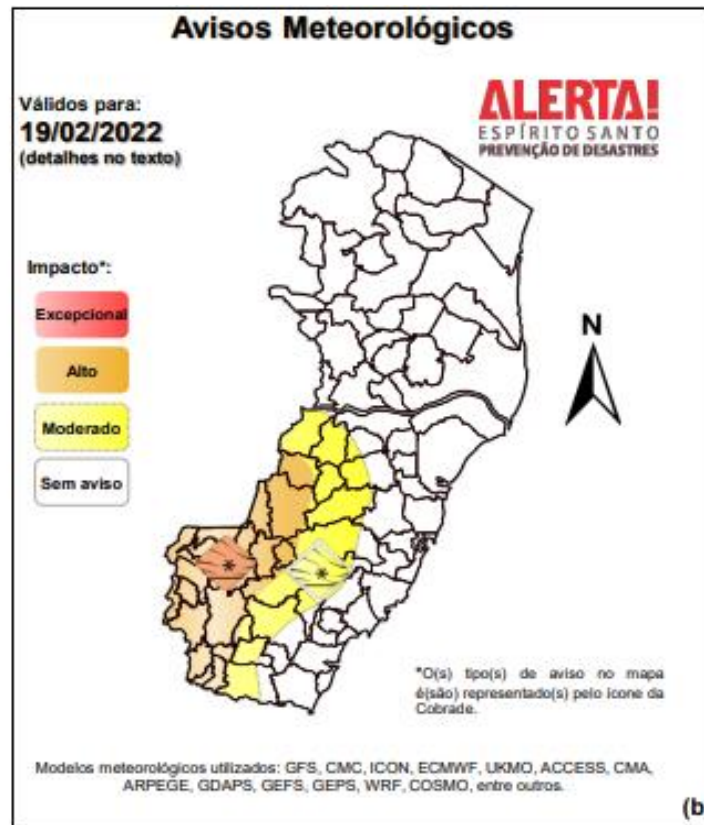 Avisos Meteorológicos
Válidos para:
19/02/2022
(detalhes no texto)
ALERTA!
ESPÍRITO SANTO
PREVENÇÃO DE DESASTRES
Impacto*:
Excepcional
Alto
Moderado
Sem aviso
N
*
*
*O(s) tipo(s) de aviso no mapa
é(são) representado(s) pelo ícone da
Cobrade.
Modelos meteorológicos utilizados: GFS, CMC, ICON, ECMWF, UKMO, ACCESS, CMA,
ARPEGE, GDAPS, GEFS, GEPS, WRF, COSMO, entre outros.
(b